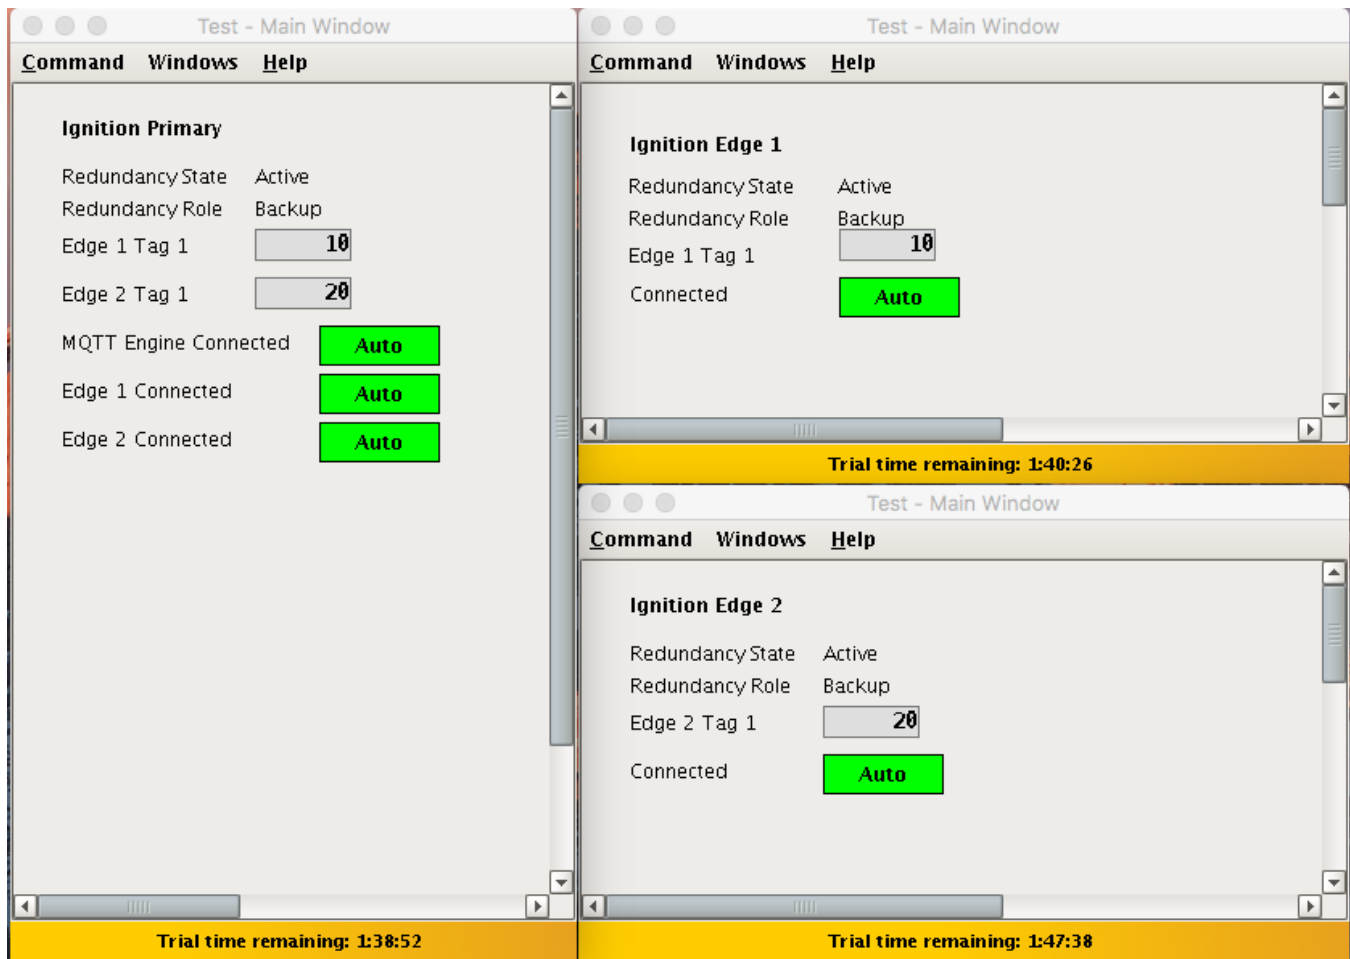 Test - Main Window
Command Windows Help
Ignition Primary
Redundancy State Active
Redundancy Role Backup
Edge 1 Tag 1 10
Edge 2 Tag 1 20
MQTT Engine Connected Auto
Edge 1 Connected Auto
Edge 2 Connected Auto
Trial time remaining: 1:38:52
Test - Main Window
Command Windows Help
Ignition Edge 1
Redundancy State Active
Redundancy Role Backup
Edge 1 Tag 1 10
Connected Auto
Trial time remaining: 1:40:26
Test - Main Window
Command Windows Help
Ignition Edge 2
Redundancy State Active
Redundancy Role Backup
Edge 2 Tag 1 20
Connected Auto
Trial time remaining: 1:47:38